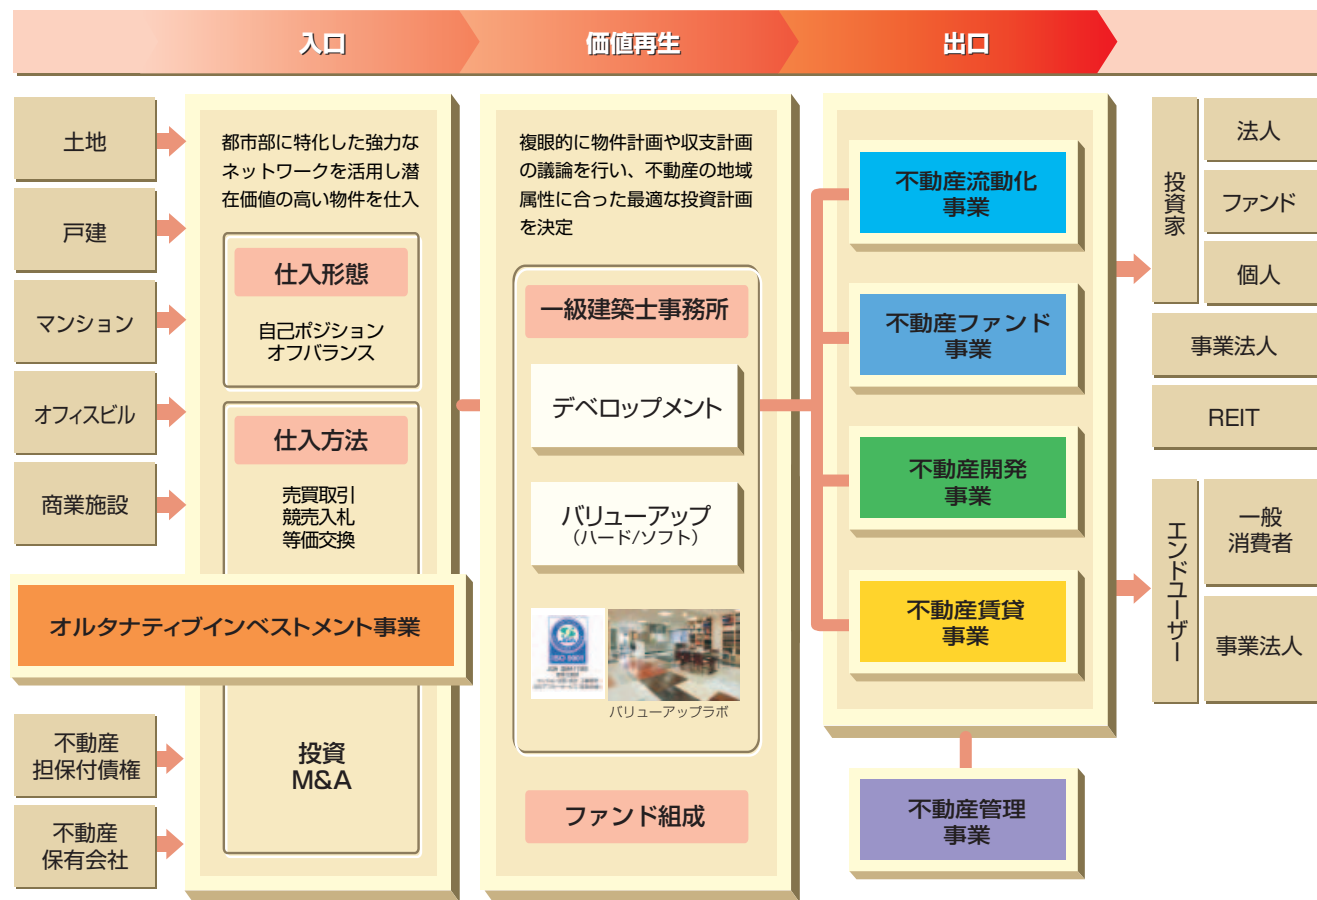 入口
価値再生
出口
土地
戸建
マンション
オフィスビル
商業施設
都市部に特化した強力な
ネットワークを活用し潜
在価値の高い物件を仕入
仕入形態
自己ポジション
オフバランス
仕入方法
売買取引
競売入札
等価交換
オルタナティブインベストメント事業
不動産
担保付債権
不動産
保有会社
投資
M&A
複眼的に物件計画や収支計画
の議論を行い、不動産の地域
属性に合った最適な投資計画
を決定
一級建築士事務所
デベロップメント
バリューアップ
（ハード/ソフト）
バリューアップラボ
ファンド組成
不動産流動化
事業
不動産ファンド
事業
不動産開発
事業
不動産賃貸
事業
不動産管理
事業
投資家
法人
ファンド
個人
事業法人
REIT
エンドユーザー
一般
消費者
事業法人